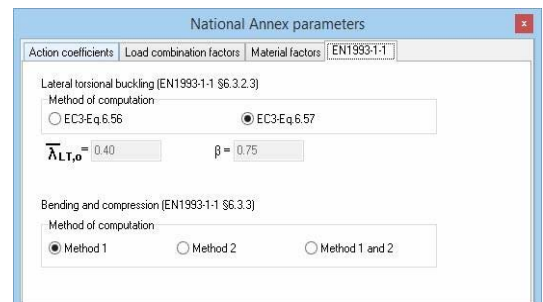 National Annex parameters
x
Action coefficients Load combination factors Material factors EN1993-1-1
Lateral torsional buckling (EN1993-1-1 §6.3.2.3)
Method of computation
EC3-Eq.6.56 EC3-Eq.6.57
λLT,o= 0.40 β = 0.75
Bending and compression (EN1993-1-1 §6.3.3)
Method of computation
Method 1 Method 2 Method 1 and 2